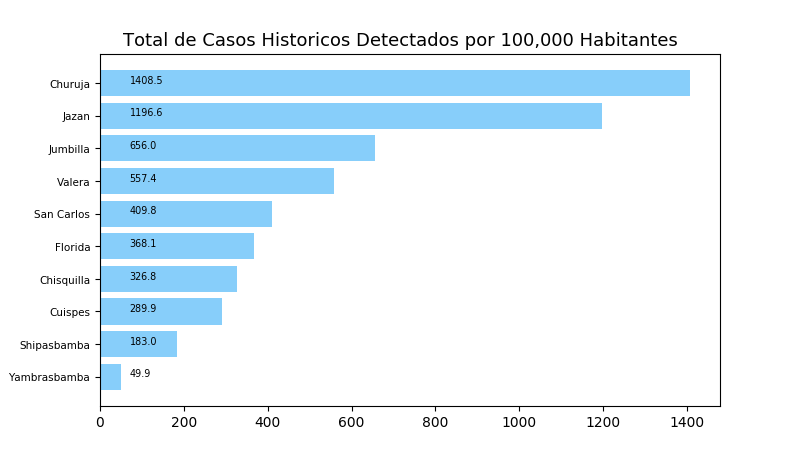 Total de Casos Historicos Detectados por 100,000 Habitantes
Churuja 1408.5
Jazan 1196.6
Jumbilla 656.0
Valera 557.4
San Carlos 409.8
Florida 368.1
Chisquilla 326.8
Cuispes 289.9
Shipasbamba 183.0
Yambrasbamba 49.9
0 200 400 600 800 1000 1200 1400